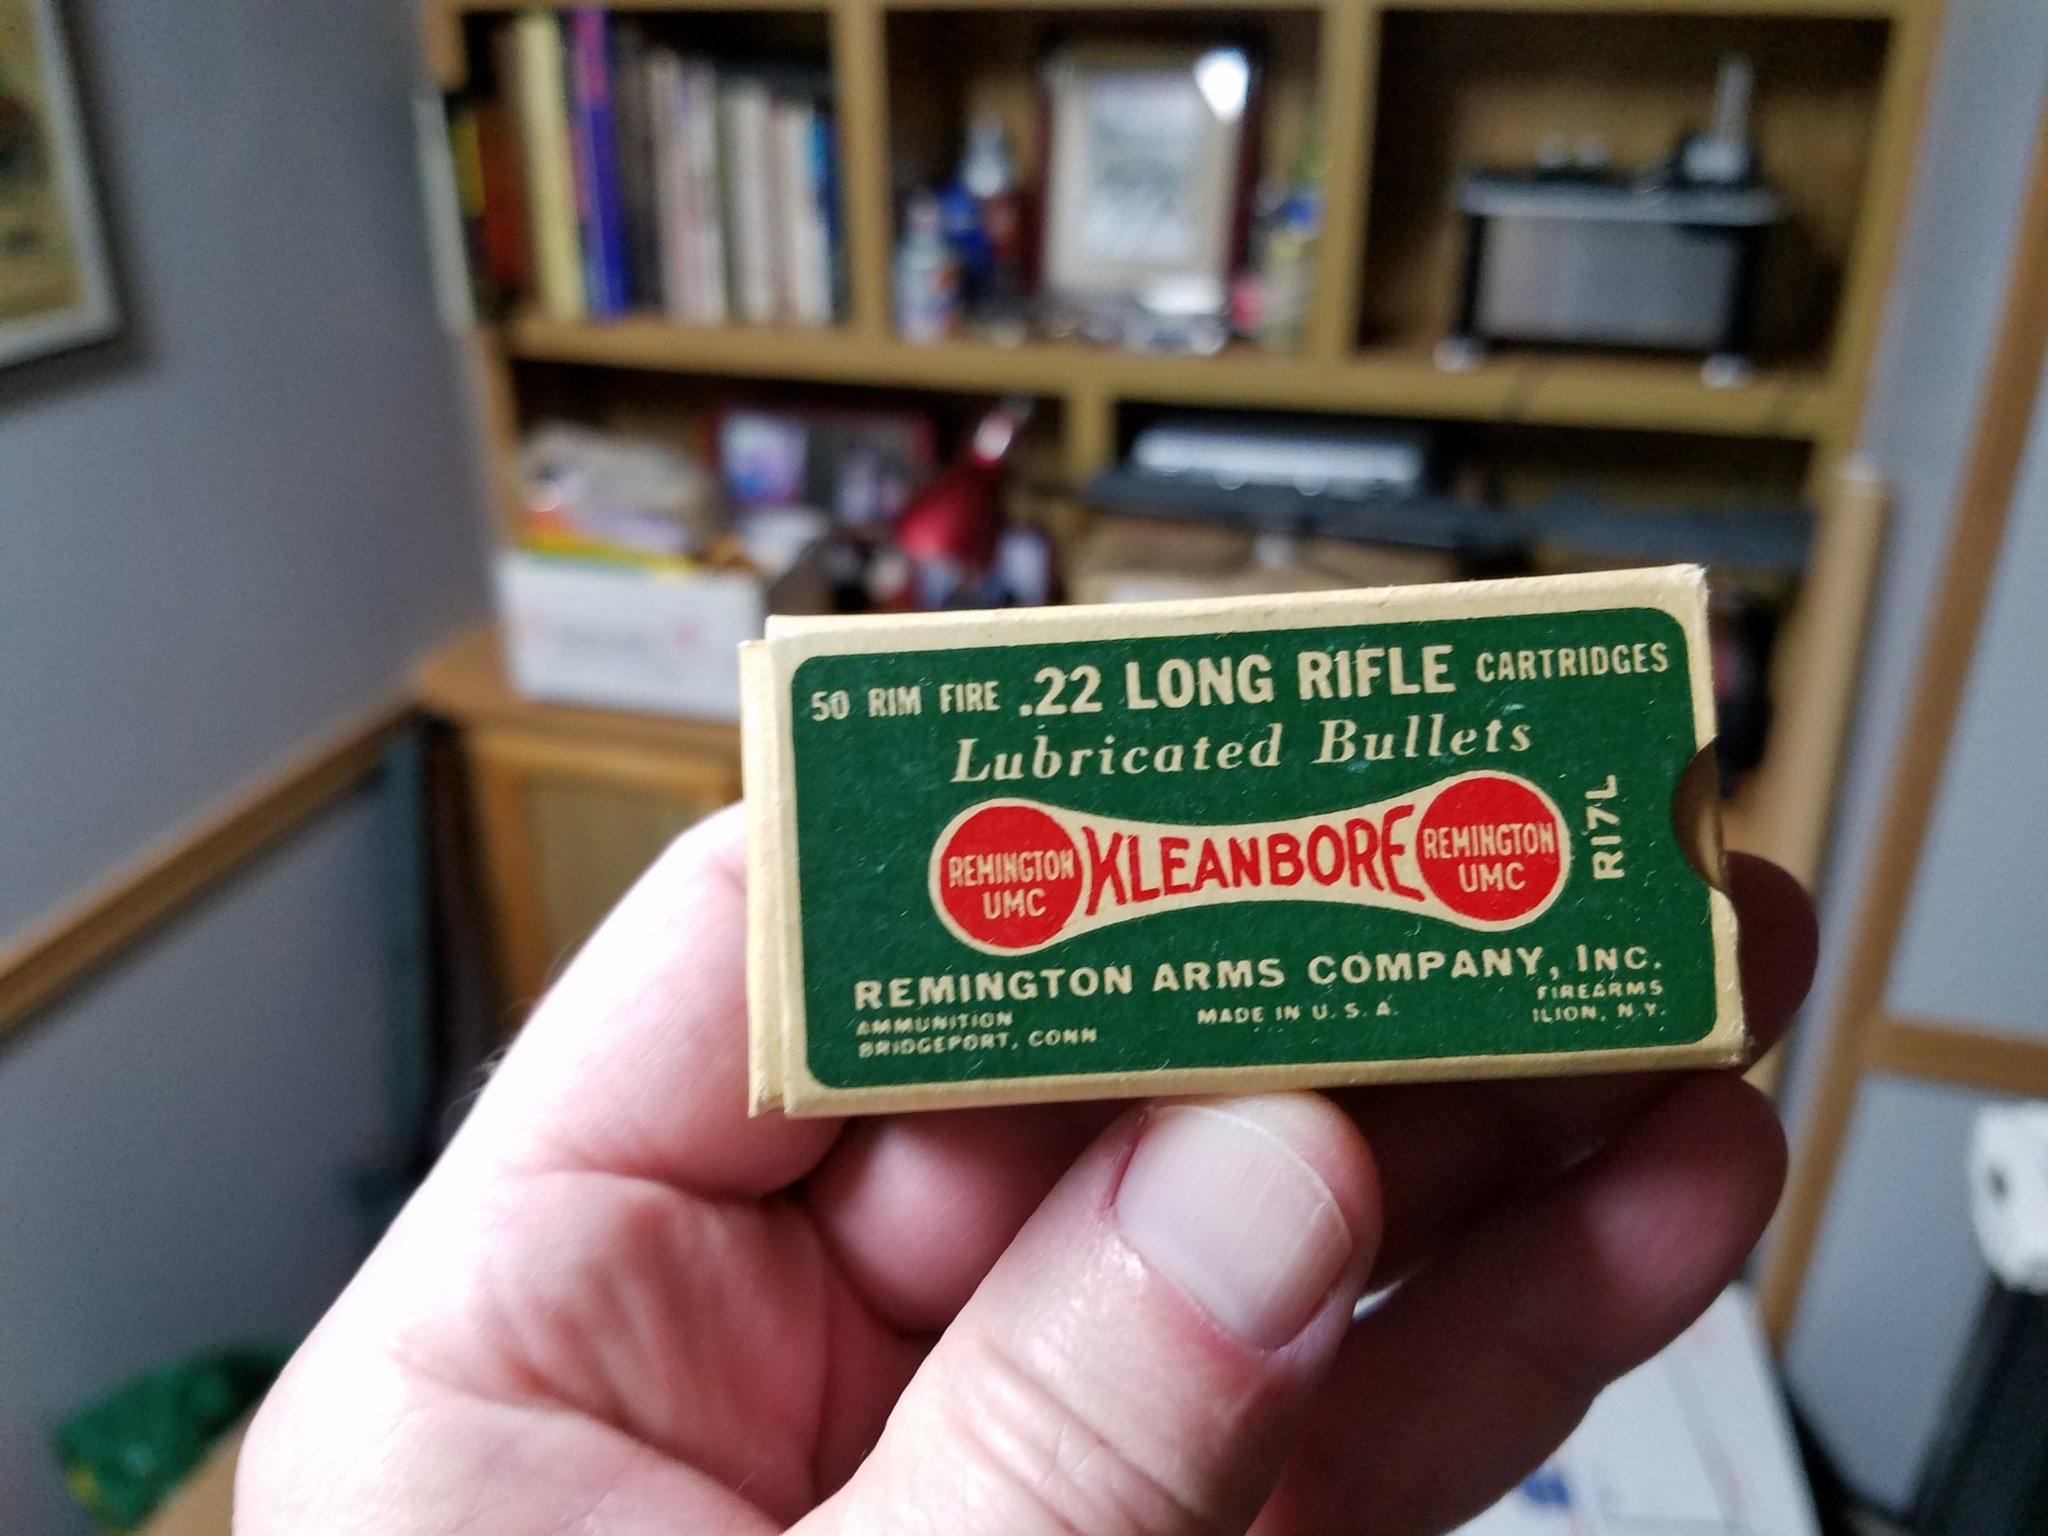 50 RIM FIRE .22 LONG RIFLE CARTRIDGES
Lubricated Bullets
REMINGTON UMC
KLEANBORE
REMINGTON UMC
R17L
REMINGTON ARMS COMPANY, INC.
AMMUNITION
BRIDGEPORT, CONN
MADE IN U. S. A.
FIREARMS
ILION, N. Y.